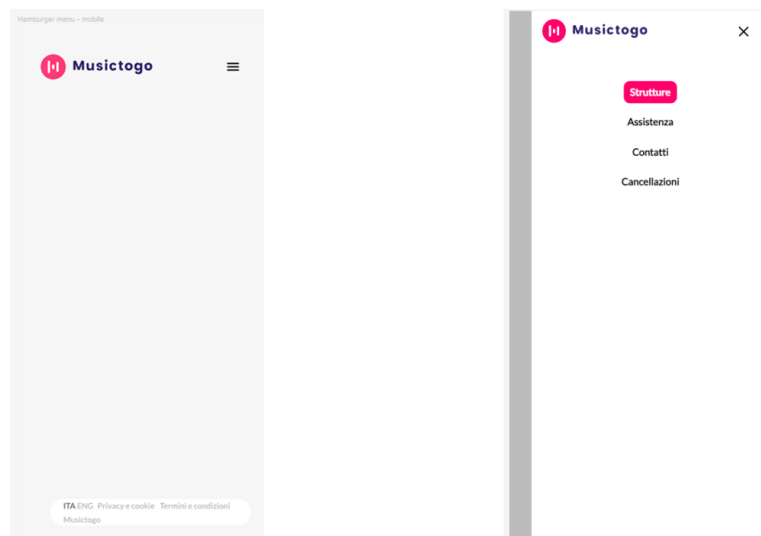 Hamburger menu - mobile
Musictogo
ITA ENG Privacy e cookie Termini e condizioni
Musictogo
Musictogo
Strutture
Assistenza
Contatti
Cancellazioni